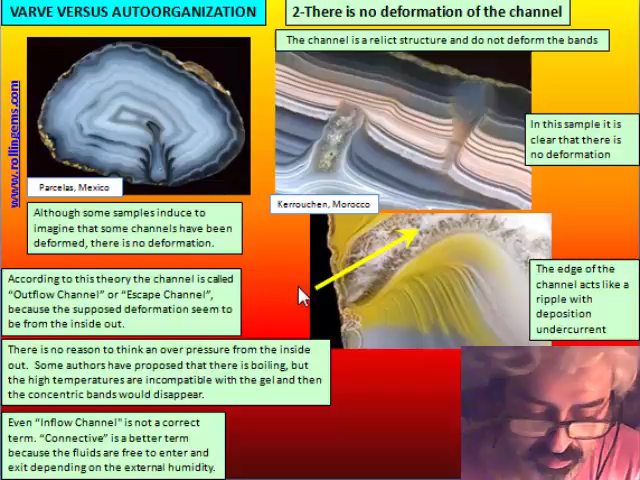 VARVE VERSUS AUTOORGANIZATION
2-There is no deformation of the channel
The channel is a relict structure and do not deform the bands
www.rollingems.com
Parcelas, Mexico
Kerrouchen, Morocco
In this sample it is
clear that there is
no deformation
Although some samples induce to
imagine that some channels have been
deformed, there is no deformation.
According to this theory the channel is called
“Outflow Channel” or “Escape Channel”,
because the supposed deformation seem to
be from the inside out.
The edge of the
channel acts like a
ripple with
deposition
undercurrent
There is no reason to think an over pressure from the inside
out. Some authors have proposed that there is boiling, but
the high temperatures are incompatible with the gel and then
the concentric bands would disappear.
Even “Inflow Channel" is not a correct
term. “Connective” is a better term
because the fluids are free to enter and
exit depending on the external humidity.